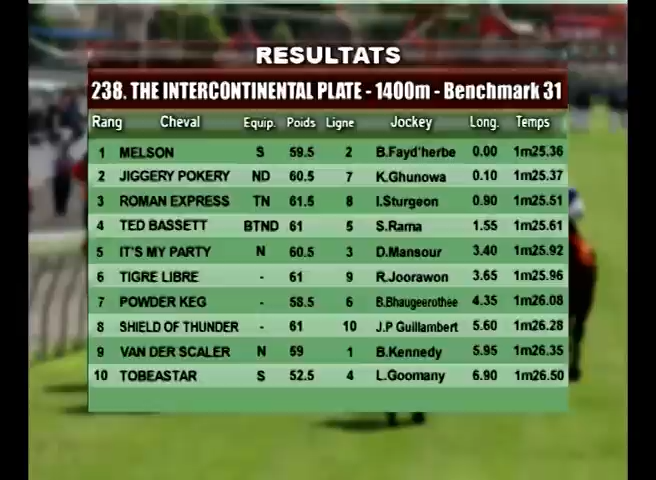 RESULTATS
238. THE INTERCONTINENTAL PLATE - 1400m - Benchmark 31
Rang Cheval Equip. Poids Ligne Jockey Long. Temps
1 MELSON S 59.5 2 B.Fayd'herbe 0.00 1m25.36
2 JIGGERY POKERY ND 60.5 7 K.Ghunowa 0.10 1m25.37
3 ROMAN EXPRESS TN 61.5 8 I.Sturgeon 0.90 1m25.51
4 TED BASSETT BTND 61 5 S.Rama 1.55 1m25.61
5 IT'S MY PARTY N 60.5 3 D.Mansour 3.40 1m25.92
6 TIGRE LIBRE - 61 9 R.Joorawon 3.65 1m25.96
7 POWDER KEG - 58.5 6 B.Bhaugeerothee 4.35 1m26.08
8 SHIELD OF THUNDER - 61 10 J.P Guillambert 5.60 1m26.28
9 VAN DER SCALER N 59 1 B.Kennedy 5.95 1m26.35
10 TOBEASTAR S 52.5 4 L.Goomany 6.90 1m26.50